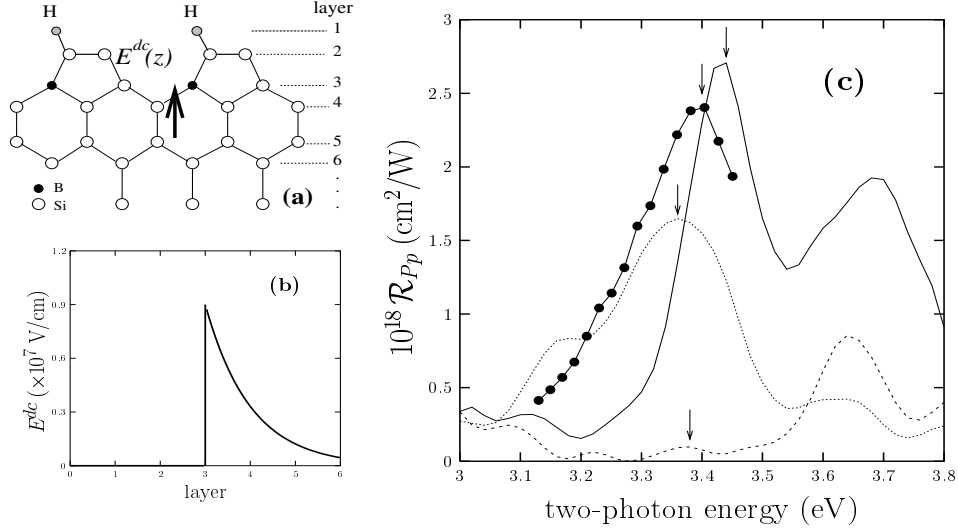 H H layer
1
E^dc(z) 2
3
4
5
6
.
.
.
B
Si
(a)
1.2
0.9
0.6
0.3
0
0 1 2 3 4 5 6
layer
E^dc (×10^7 V/cm)
(b)
3
2.5
2
1.5
1
0.5
0
3 3.1 3.2 3.3 3.4 3.5 3.6 3.7 3.8
two-photon energy (eV)
10^18 ℛ_Pp (cm^2/W)
(c)